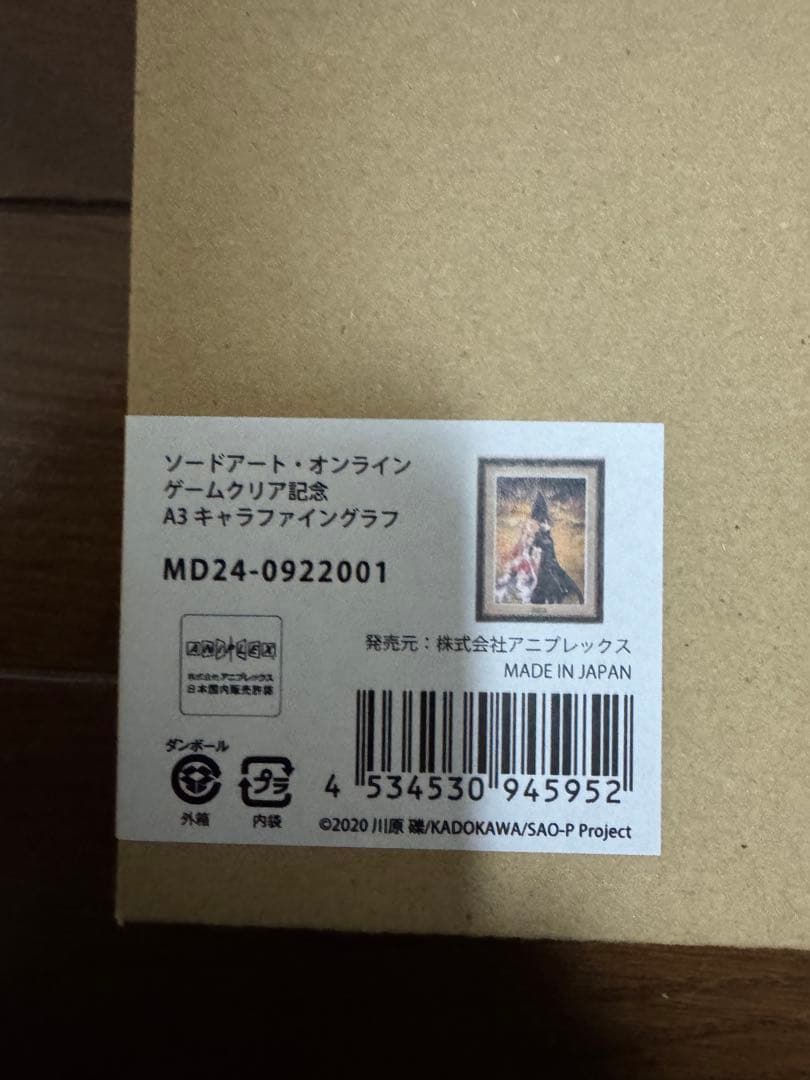 ソードアート・オンライン
ゲームクリア記念
A3 キャラファイングラフ
MD24-0922001
ANIPLEX
株式会社アニプレックス
日本国内販売許諾
発売元：株式会社アニプレックス
MADE IN JAPAN
ダンボール
プラ
外箱
内袋
4 534530 945952
©2020 川原 礫/KADOKAWA/SAO-P Project